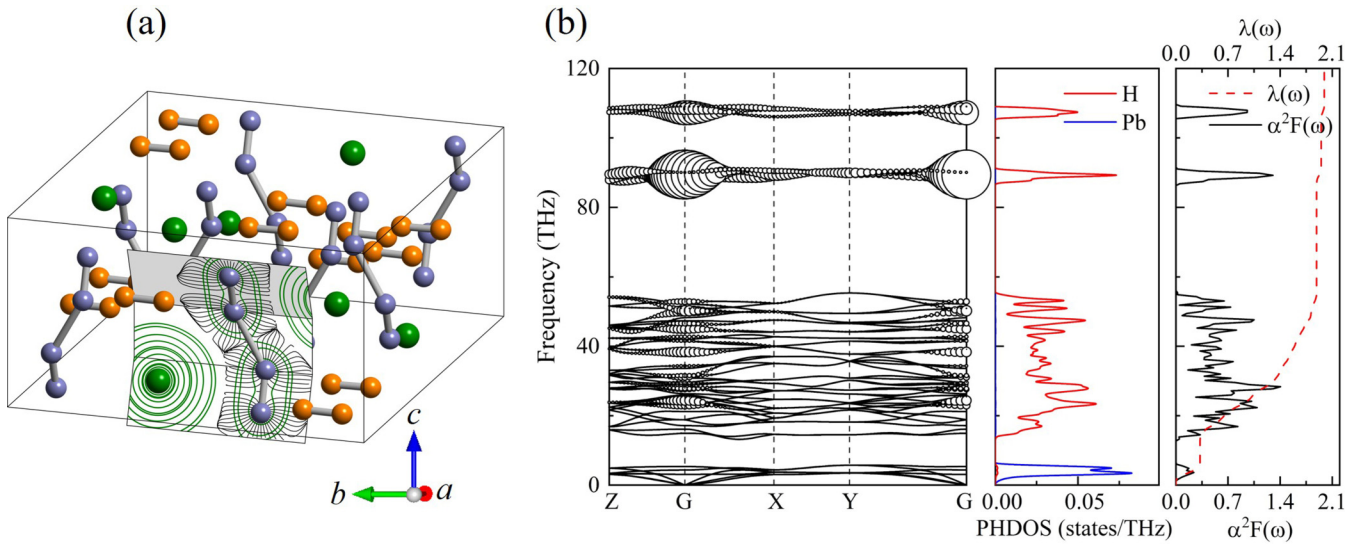 (a)
c
b
a
(b)
Frequency (THz)
120
80
40
0
Z
G
X
Y
G
H
Pb
0.00
0.05
PHDOS (states/THz)
λ(ω)
0.0
0.7
1.4
2.1
λ(ω)
α²F(ω)
0.0
0.7
1.4
2.1
α²F(ω)